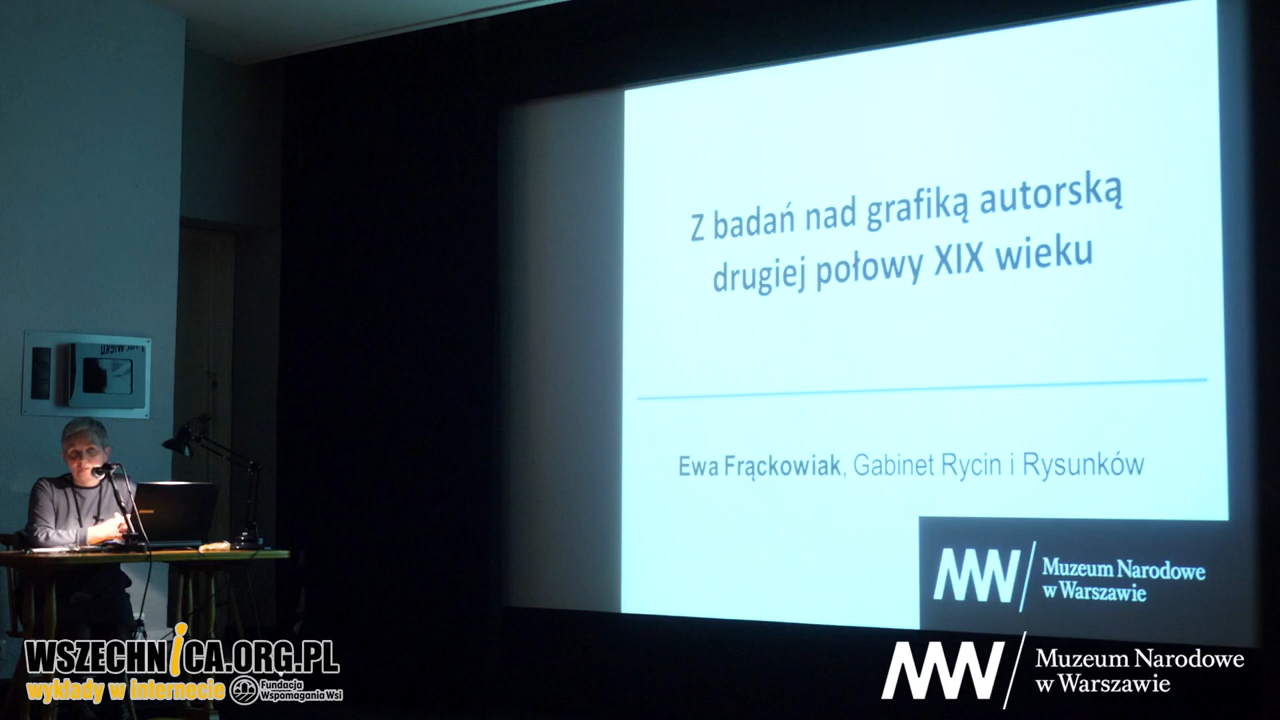 Z badań nad grafiką autorską
drugiej połowy XIX wieku
Ewa Frąckowiak, Gabinet Rycin i Rysunków
MNW Muzeum Narodowe
w Warszawie
WSZECHNICA.ORG.PL
wykłady w internecie
Fundacja
Wspomagania Wsi
MNW Muzeum Narodowe
w Warszawie